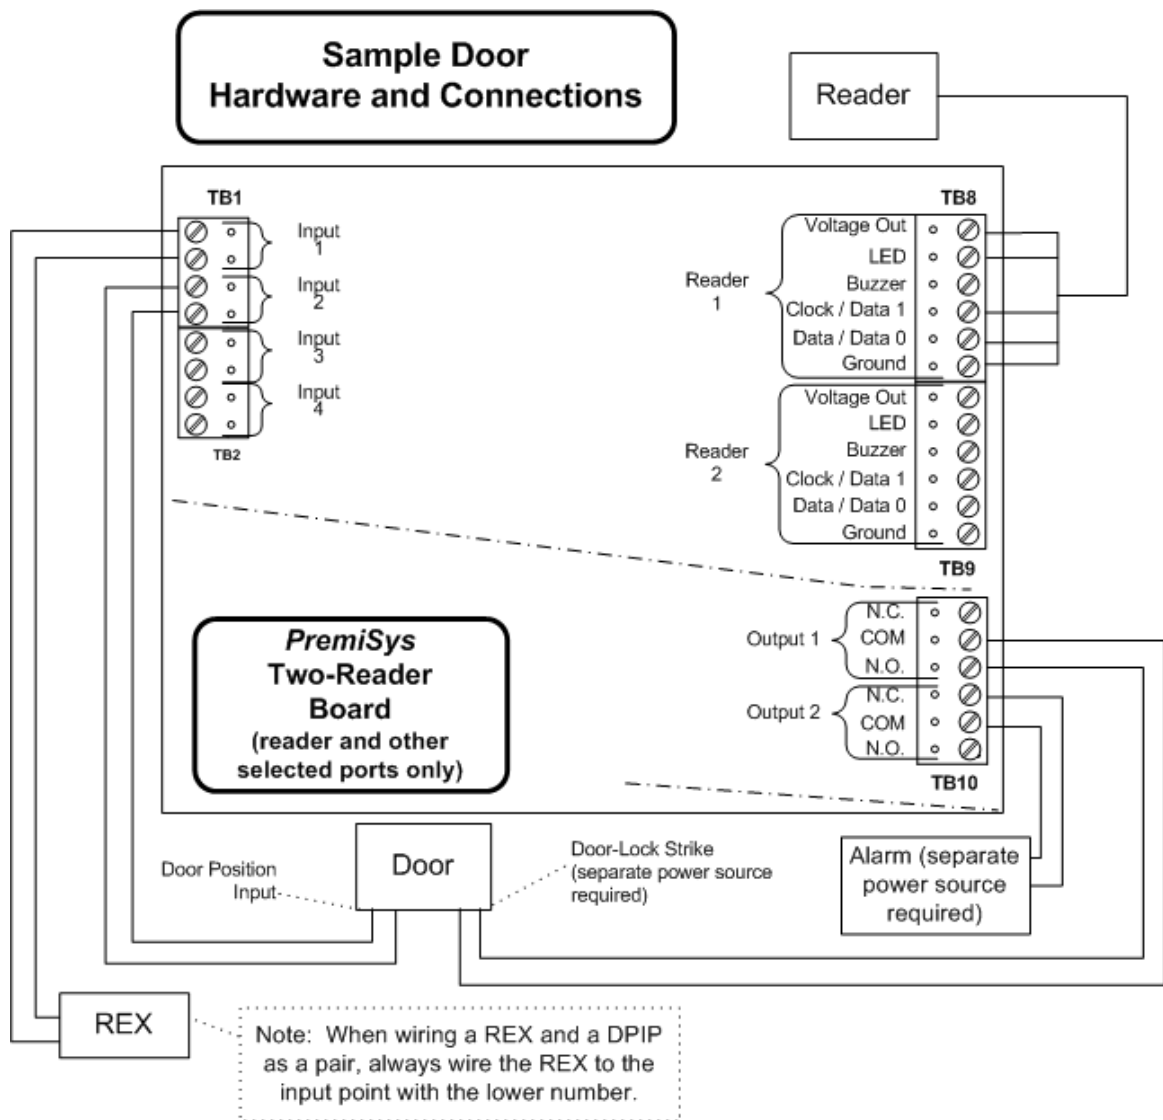 Sample Door
Hardware and Connections
Reader
TB1
Input
1
Input
2
Input
3
Input
4
TB2
TB8
Reader
1
Voltage Out
LED
Buzzer
Clock / Data 1
Data / Data 0
Ground
Reader
2
Voltage Out
LED
Buzzer
Clock / Data 1
Data / Data 0
Ground
TB9
Output 1
N.C.
COM
N.O.
Output 2
N.C.
COM
N.O.
TB10
PremiSys
Two-Reader
Board
(reader and other
selected ports only)
Door Position
Input
Door
Door-Lock Strike
(separate power source
required)
Alarm (separate
power source
required)
REX
Note: When wiring a REX and a DPIP
as a pair, always wire the REX to the
input point with the lower number.